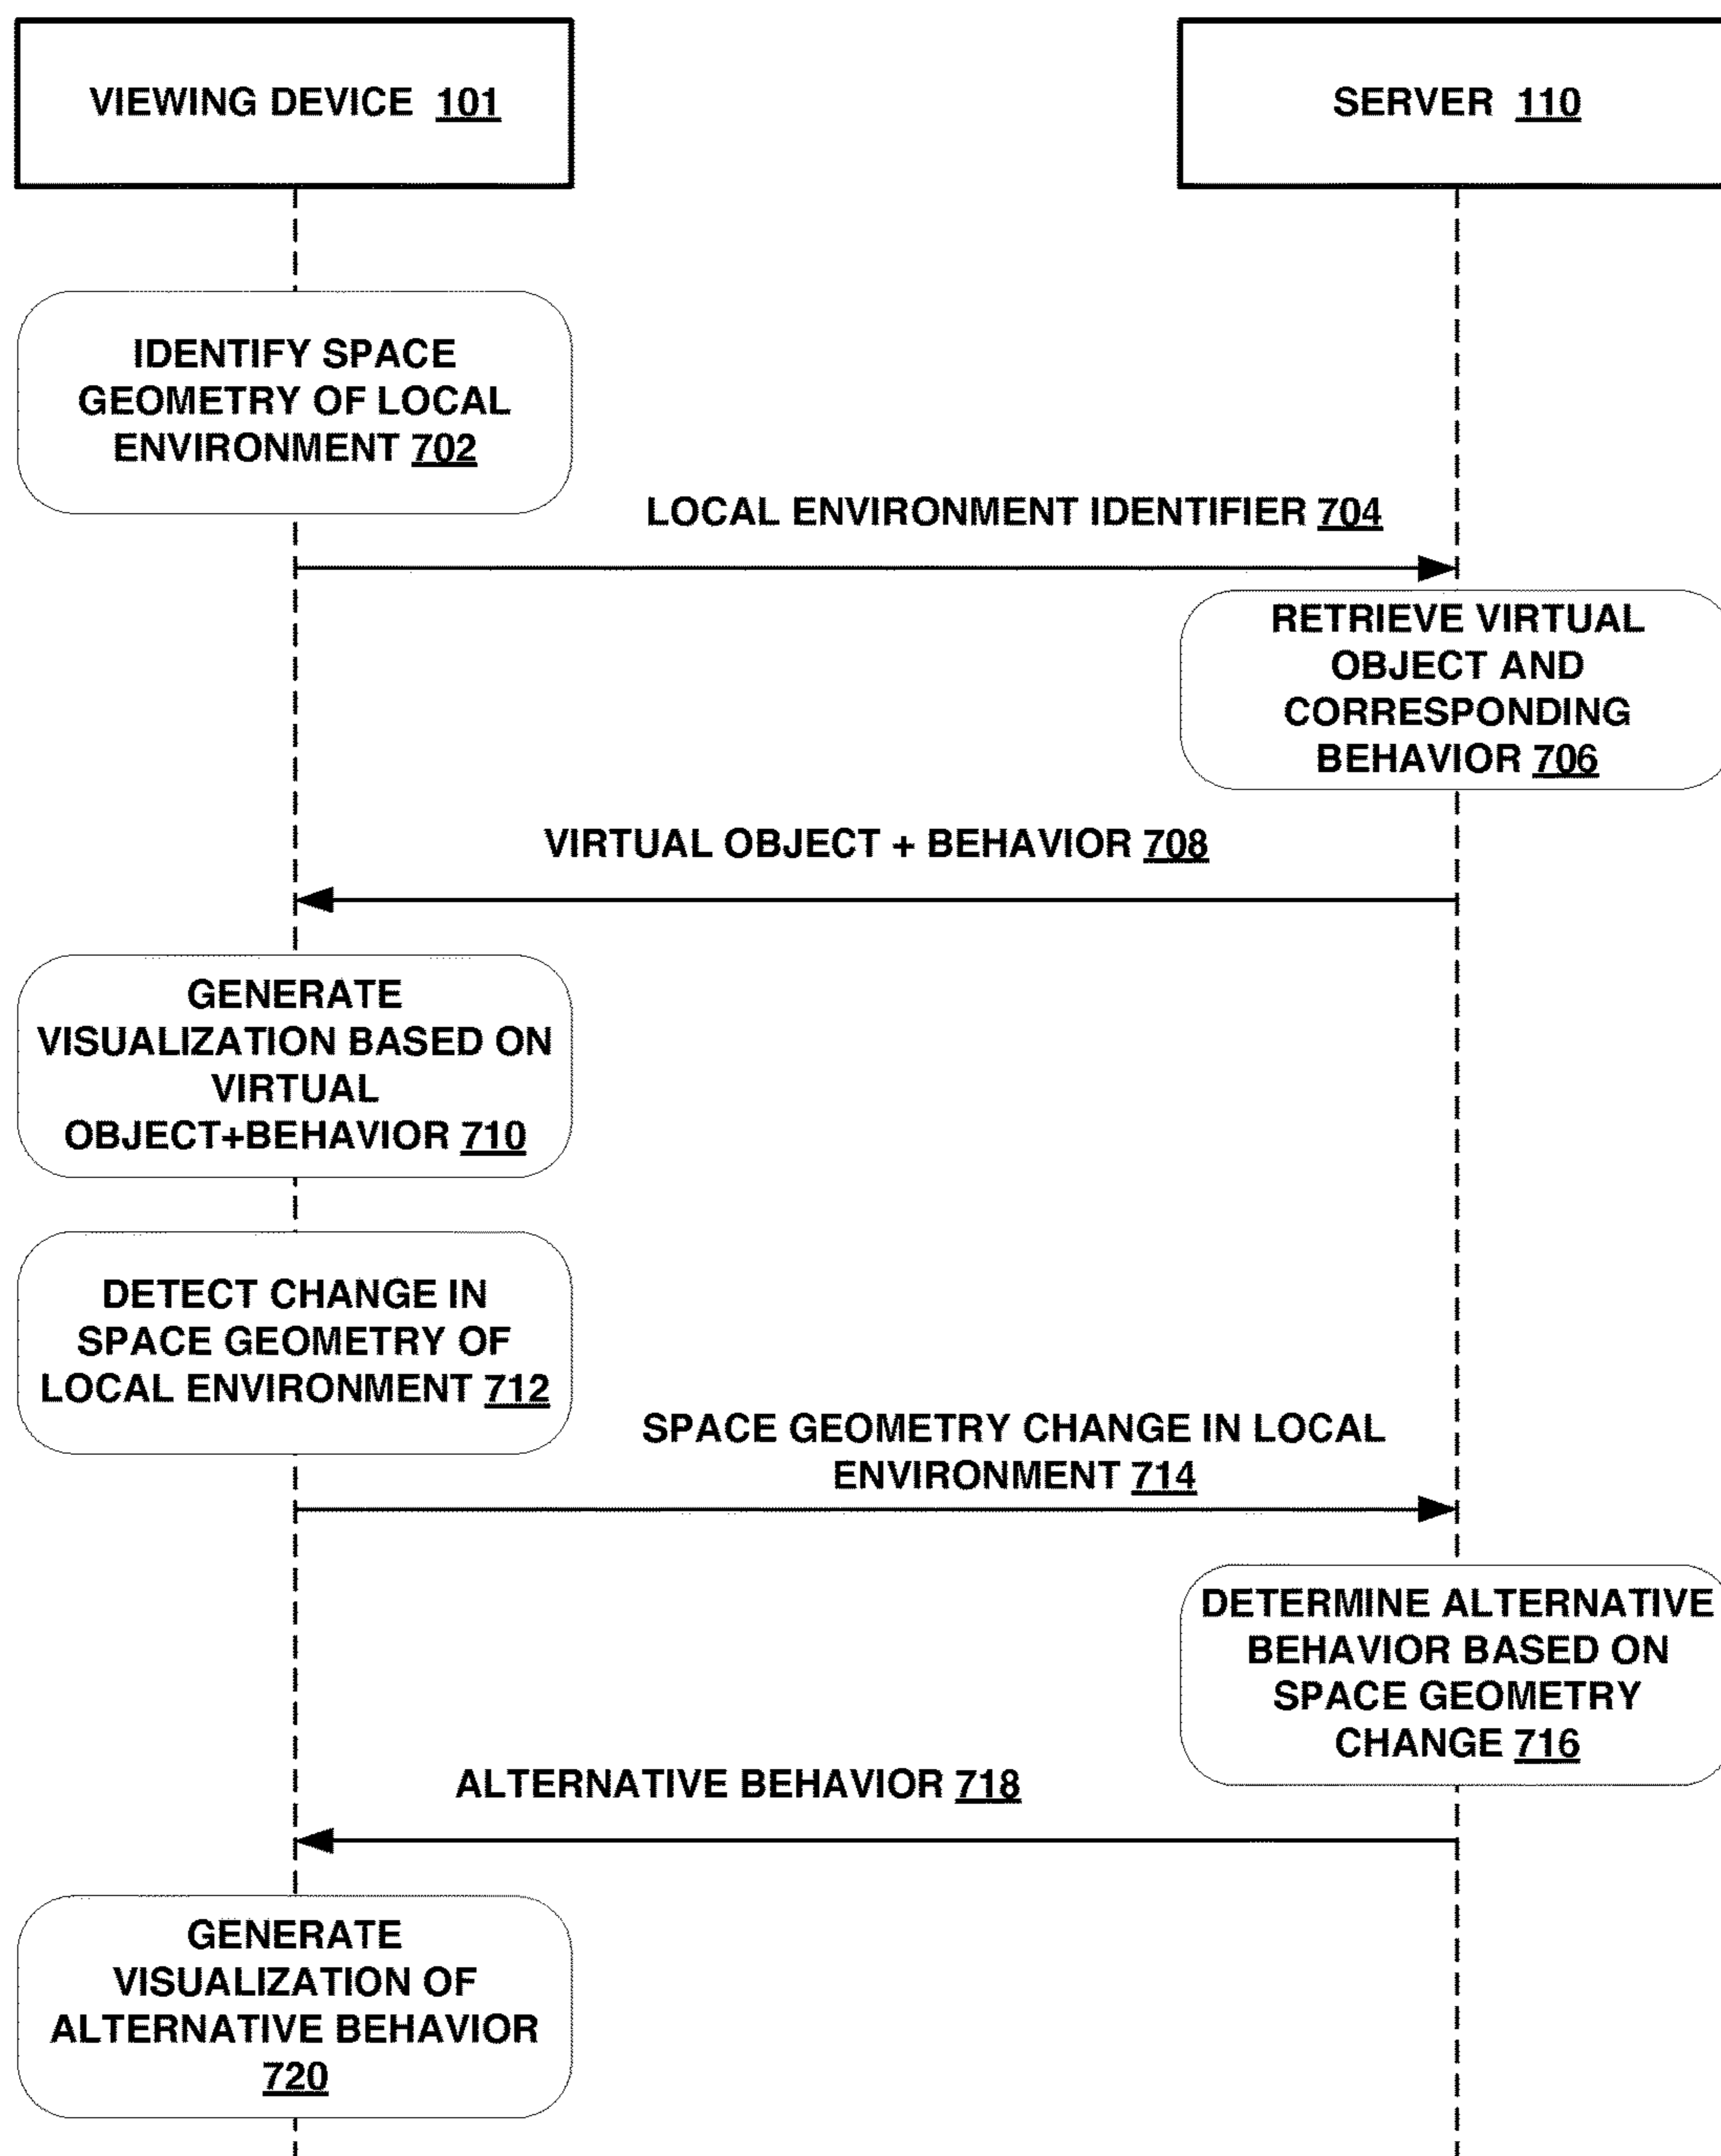 VIEWING DEVICE 101
SERVER 110
IDENTIFY SPACE
GEOMETRY OF LOCAL
ENVIRONMENT 702
LOCAL ENVIRONMENT IDENTIFIER 704
RETRIEVE VIRTUAL
OBJECT AND
CORRESPONDING
BEHAVIOR 706
VIRTUAL OBJECT + BEHAVIOR 708
GENERATE
VISUALIZATION BASED ON
VIRTUAL
OBJECT+BEHAVIOR 710
DETECT CHANGE IN
SPACE GEOMETRY OF
LOCAL ENVIRONMENT 712
SPACE GEOMETRY CHANGE IN LOCAL
ENVIRONMENT 714
DETERMINE ALTERNATIVE
BEHAVIOR BASED ON
SPACE GEOMETRY
CHANGE 716
ALTERNATIVE BEHAVIOR 718
GENERATE
VISUALIZATION OF
ALTERNATIVE BEHAVIOR
720